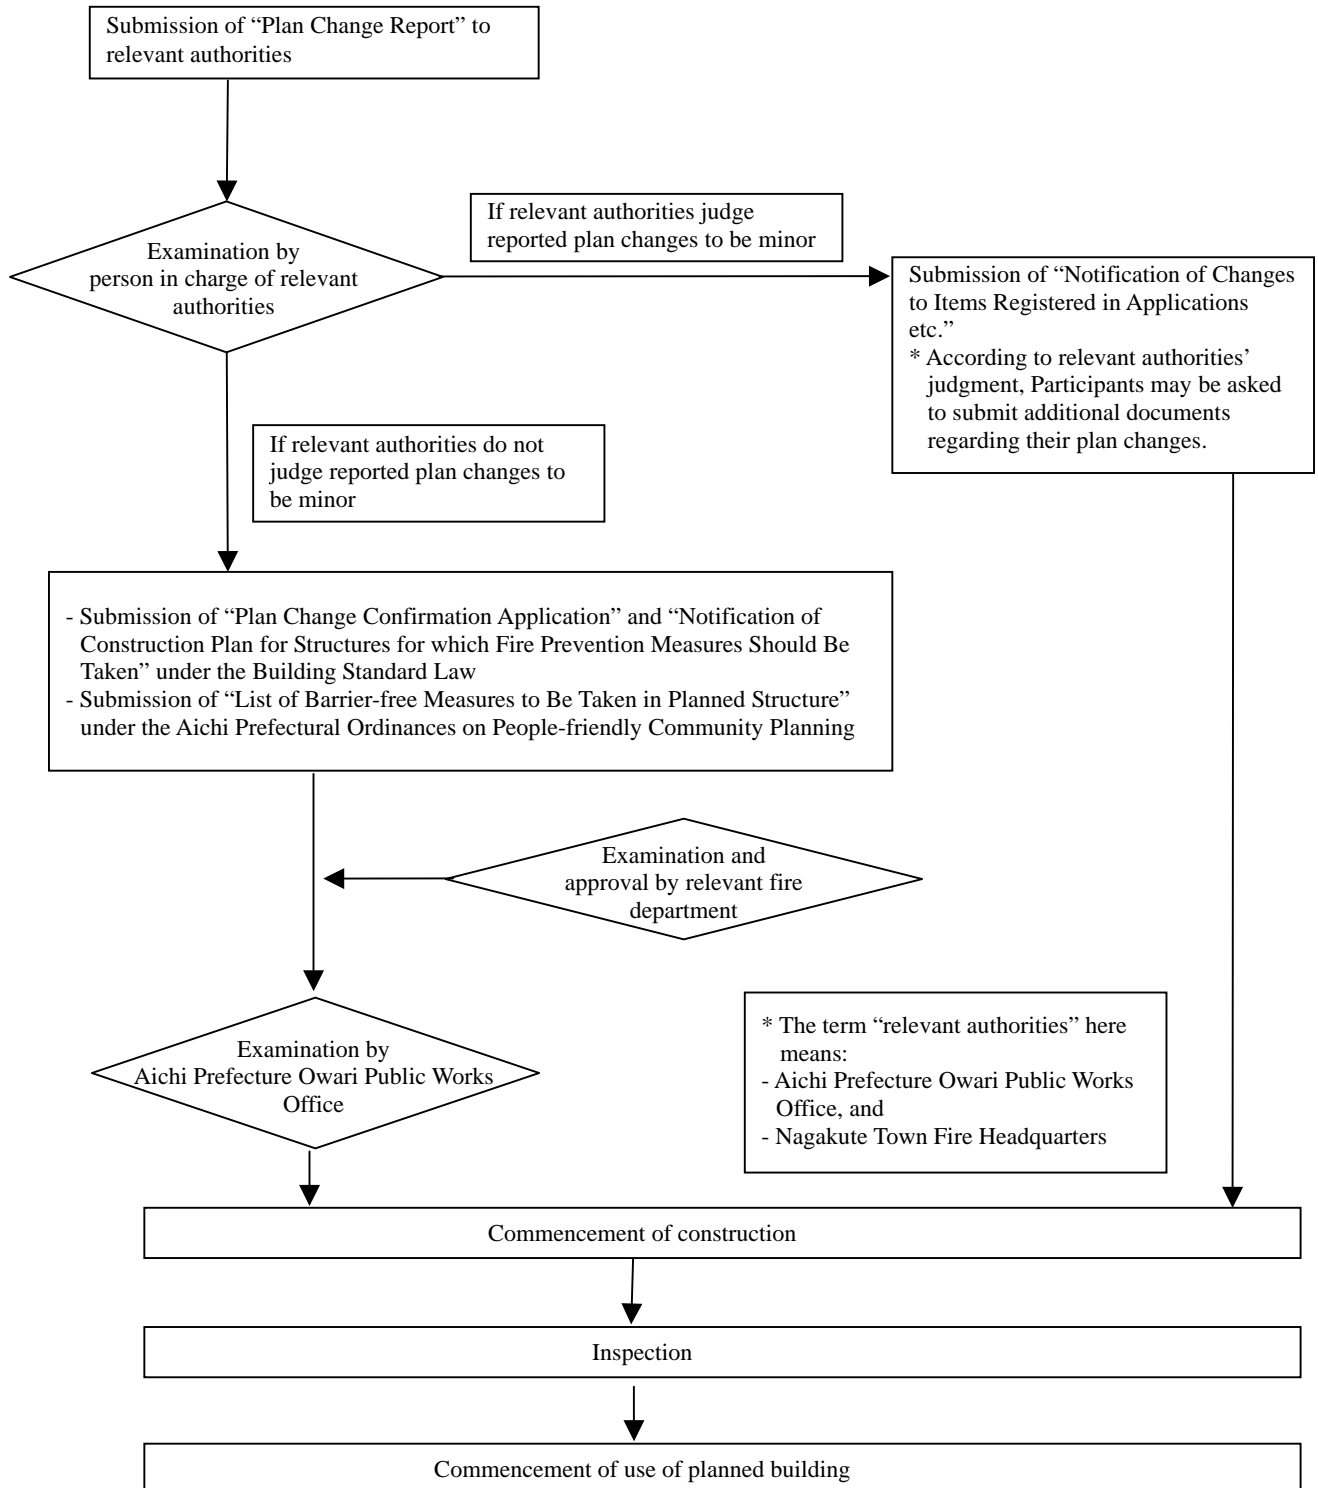 Submission of “Plan Change Report” to
relevant authorities
If relevant authorities judge
reported plan changes to be minor
Examination by
person in charge of relevant
authorities
Submission of “Notification of Changes
to Items Registered in Applications
etc.”
* According to relevant authorities’
judgment, Participants may be asked
to submit additional documents
regarding their plan changes.
If relevant authorities do not
judge reported plan changes to
be minor
- Submission of “Plan Change Confirmation Application” and “Notification of
Construction Plan for Structures for which Fire Prevention Measures Should Be
Taken” under the Building Standard Law
- Submission of “List of Barrier-free Measures to Be Taken in Planned Structure”
under the Aichi Prefectural Ordinances on People-friendly Community Planning
Examination and
approval by relevant fire
department
Examination by
Aichi Prefecture Owari Public Works
Office
* The term “relevant authorities” here
means:
- Aichi Prefecture Owari Public Works
Office, and
- Nagakute Town Fire Headquarters
Commencement of construction
Inspection
Commencement of use of planned building